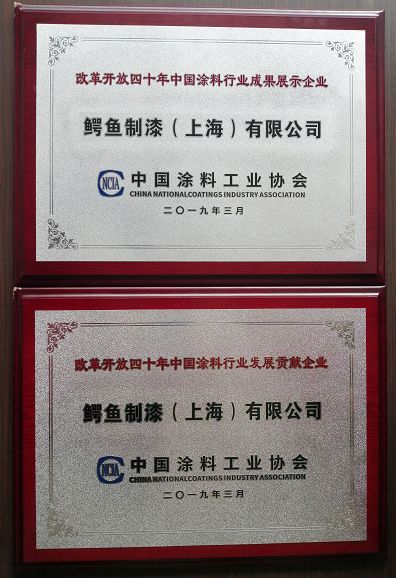 改革开放四十年中国涂料行业成果展示企业
鳄鱼制漆（上海）有限公司
NCIA 中国涂料工业协会
CHINA NATIONAL COATINGS INDUSTRY ASSOCIATION
二〇一九年三月
改革开放四十年中国涂料行业发展贡献企业
鳄鱼制漆（上海）有限公司
NCIA 中国涂料工业协会
CHINA NATIONAL COATINGS INDUSTRY ASSOCIATION
二〇一九年三月